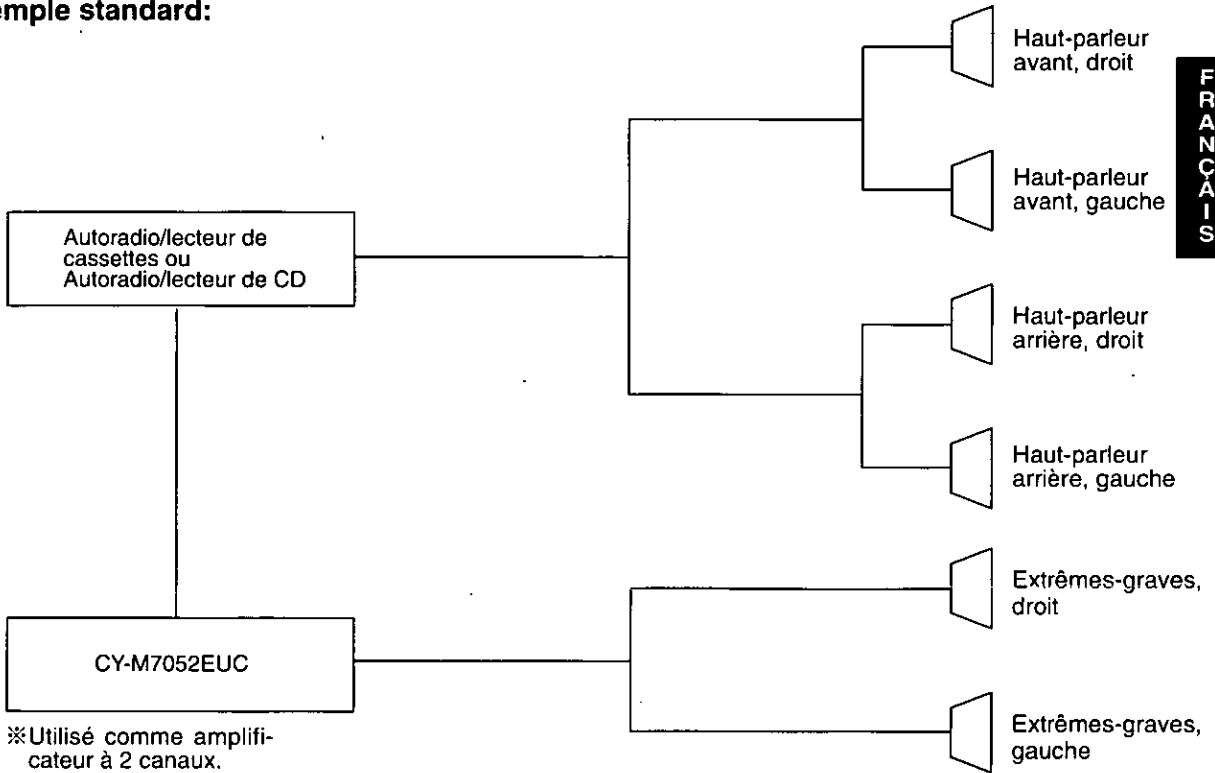 emple standard:
Haut-parleur
avant, droit
FRANÇAIS
Haut-parleur
avant, gauche
Autoradio/lecteur de
cassettes ou
Autoradio/lecteur de CD
Haut-parleur
arrière, droit
Haut-parleur
arrière, gauche
Extrêmes-graves,
droit
CY-M7052EUC
※Utilisé comme amplifi-
cateur à 2 canaux.
Extrêmes-graves,
gauche